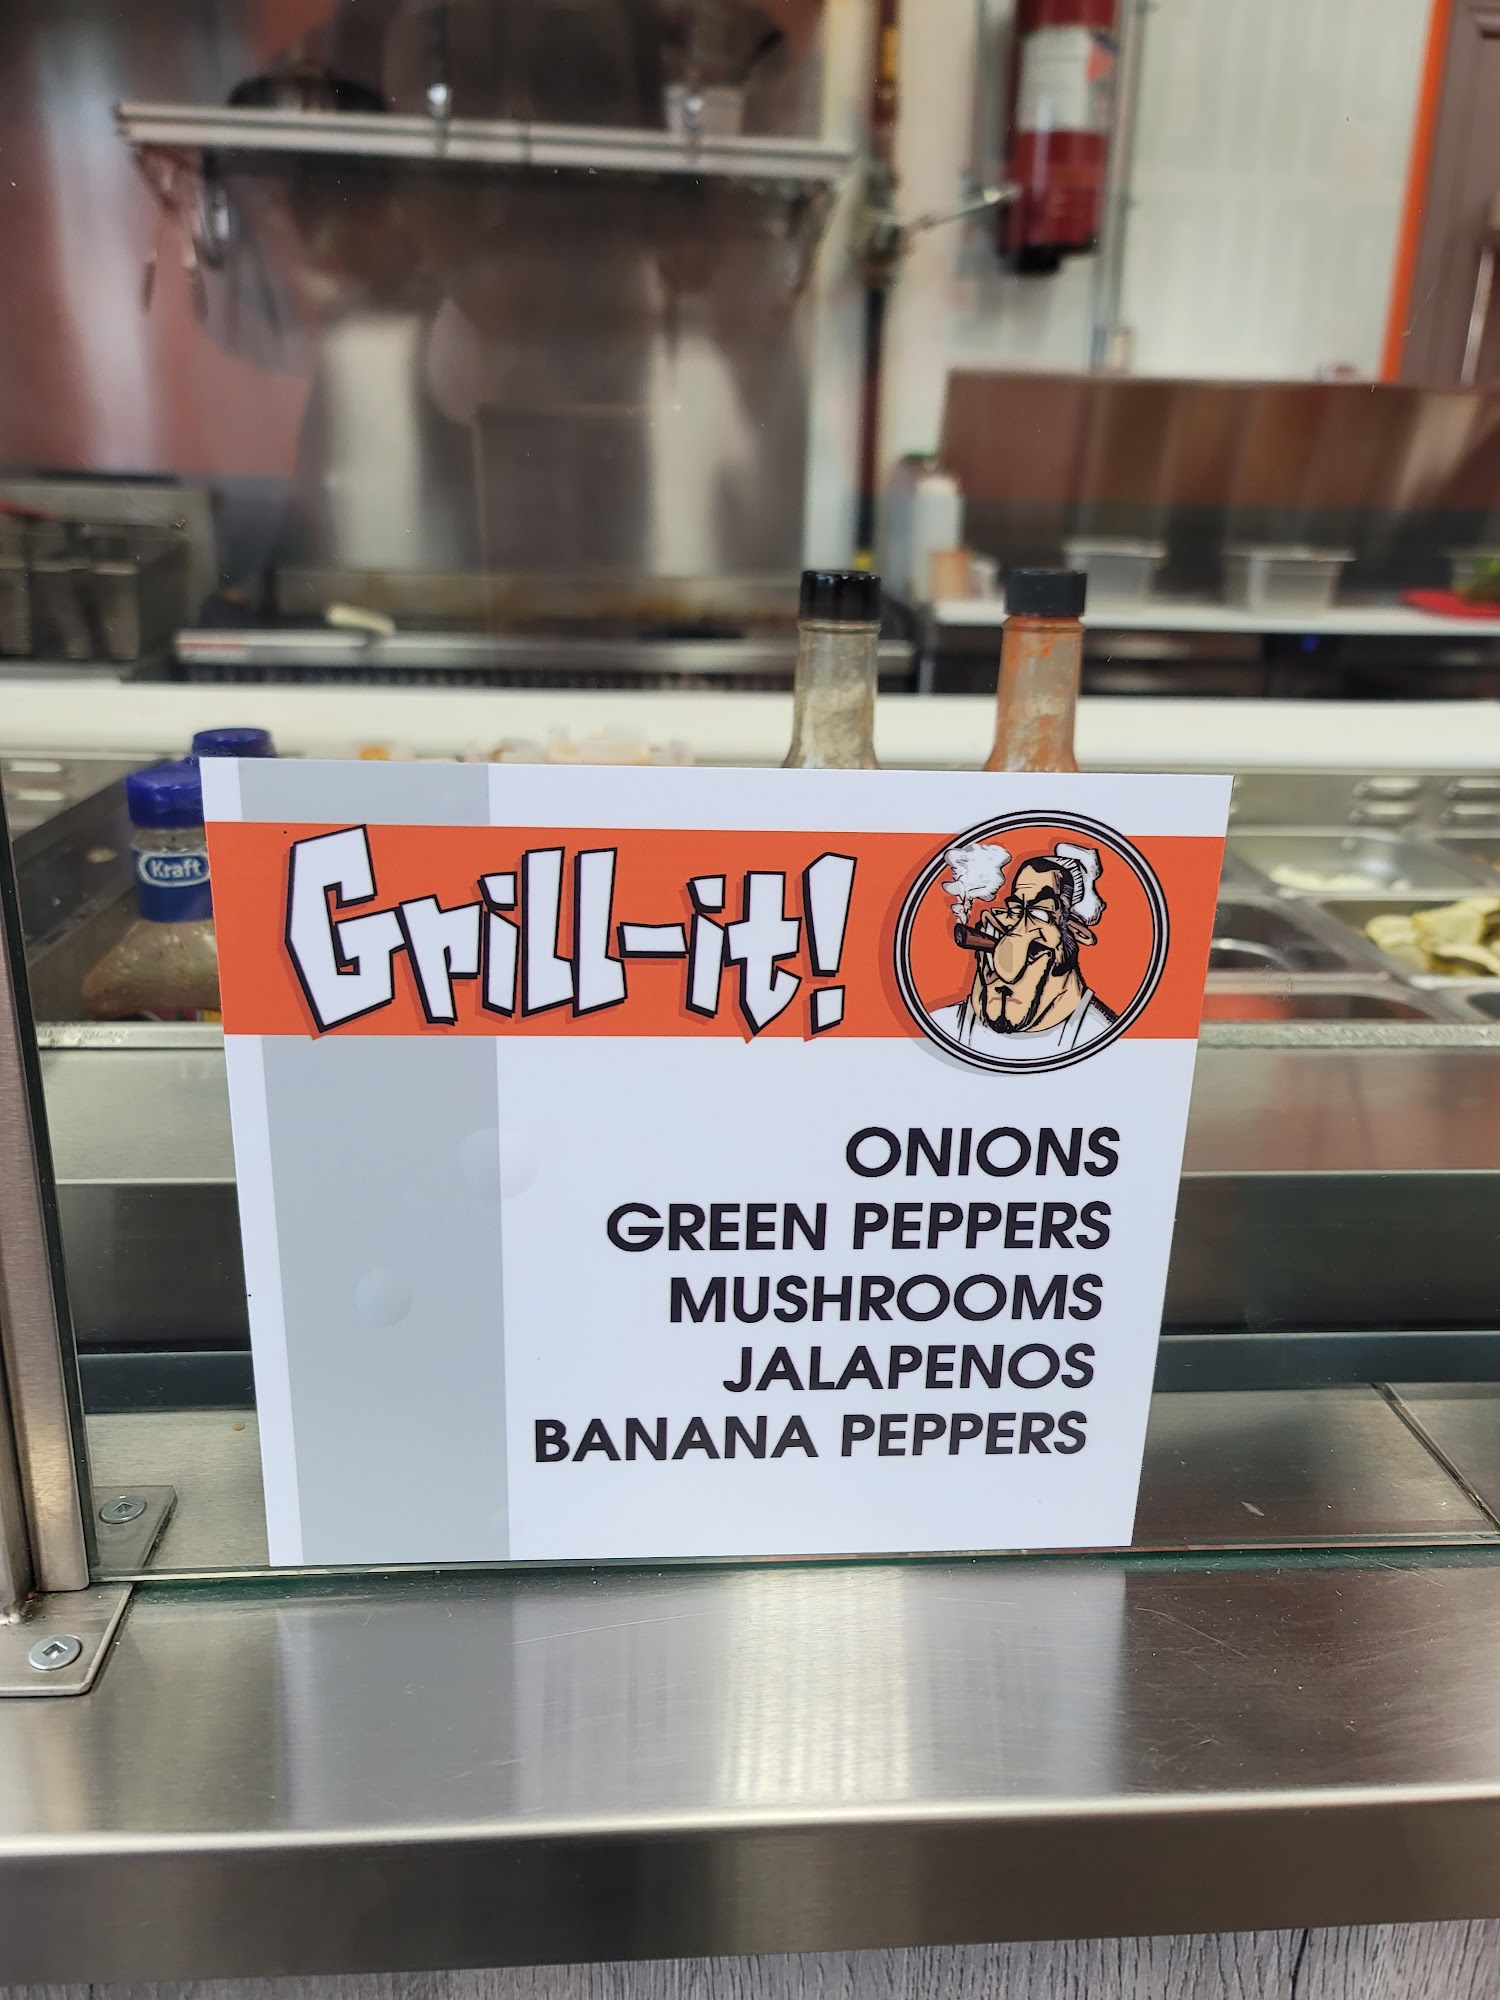 Grill-it!
Kraft
ONIONS
GREEN PEPPERS
MUSHROOMS
JALAPENOS
BANANA PEPPERS